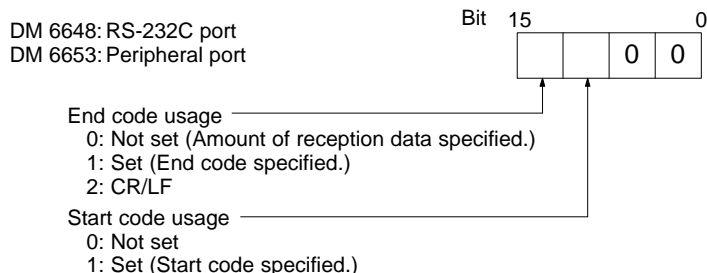 DM 6648: RS-232C port
DM 6653: Peripheral port
Bit 15 0
0 0
End code usage
0: Not set (Amount of reception data specified.)
1: Set (End code specified.)
2: CR/LF
Start code usage
0: Not set
1: Set (Start code specified.)